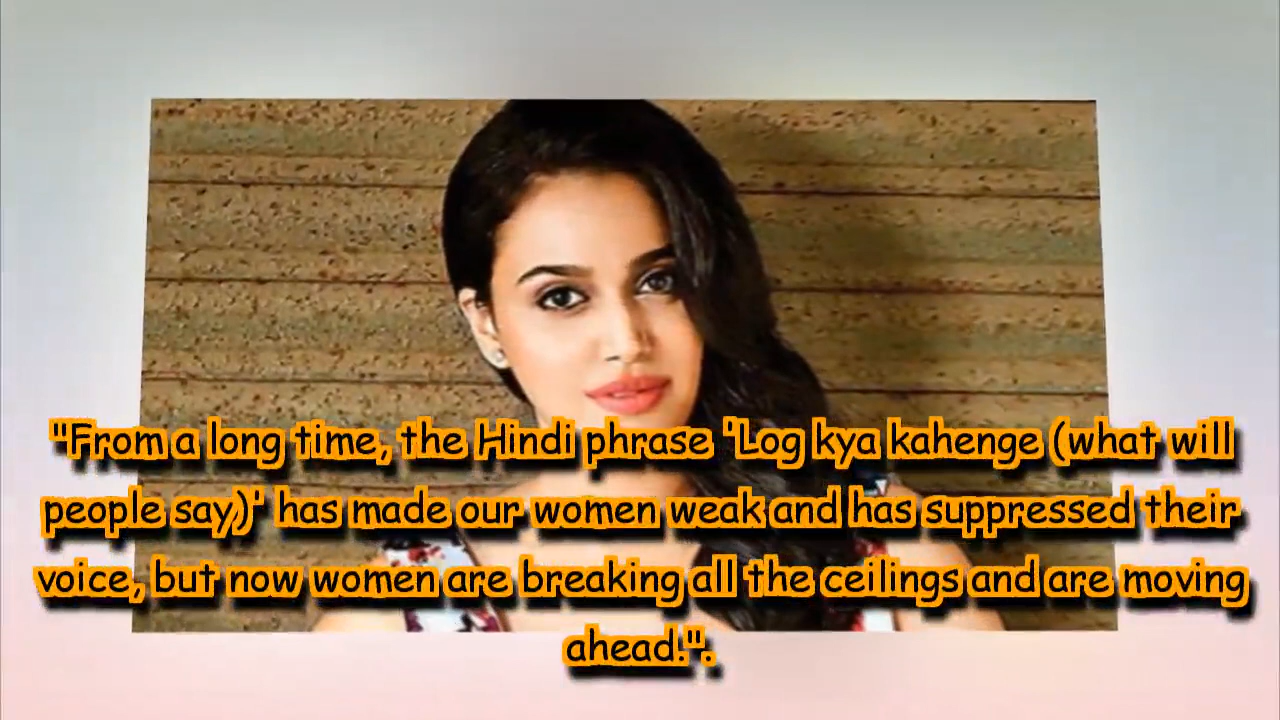 "From a long time, the Hindi phrase 'Log kya kahenge (what will
people say)' has made our women weak and has suppressed their
voice, but now women are breaking all the ceilings and are moving
ahead.".